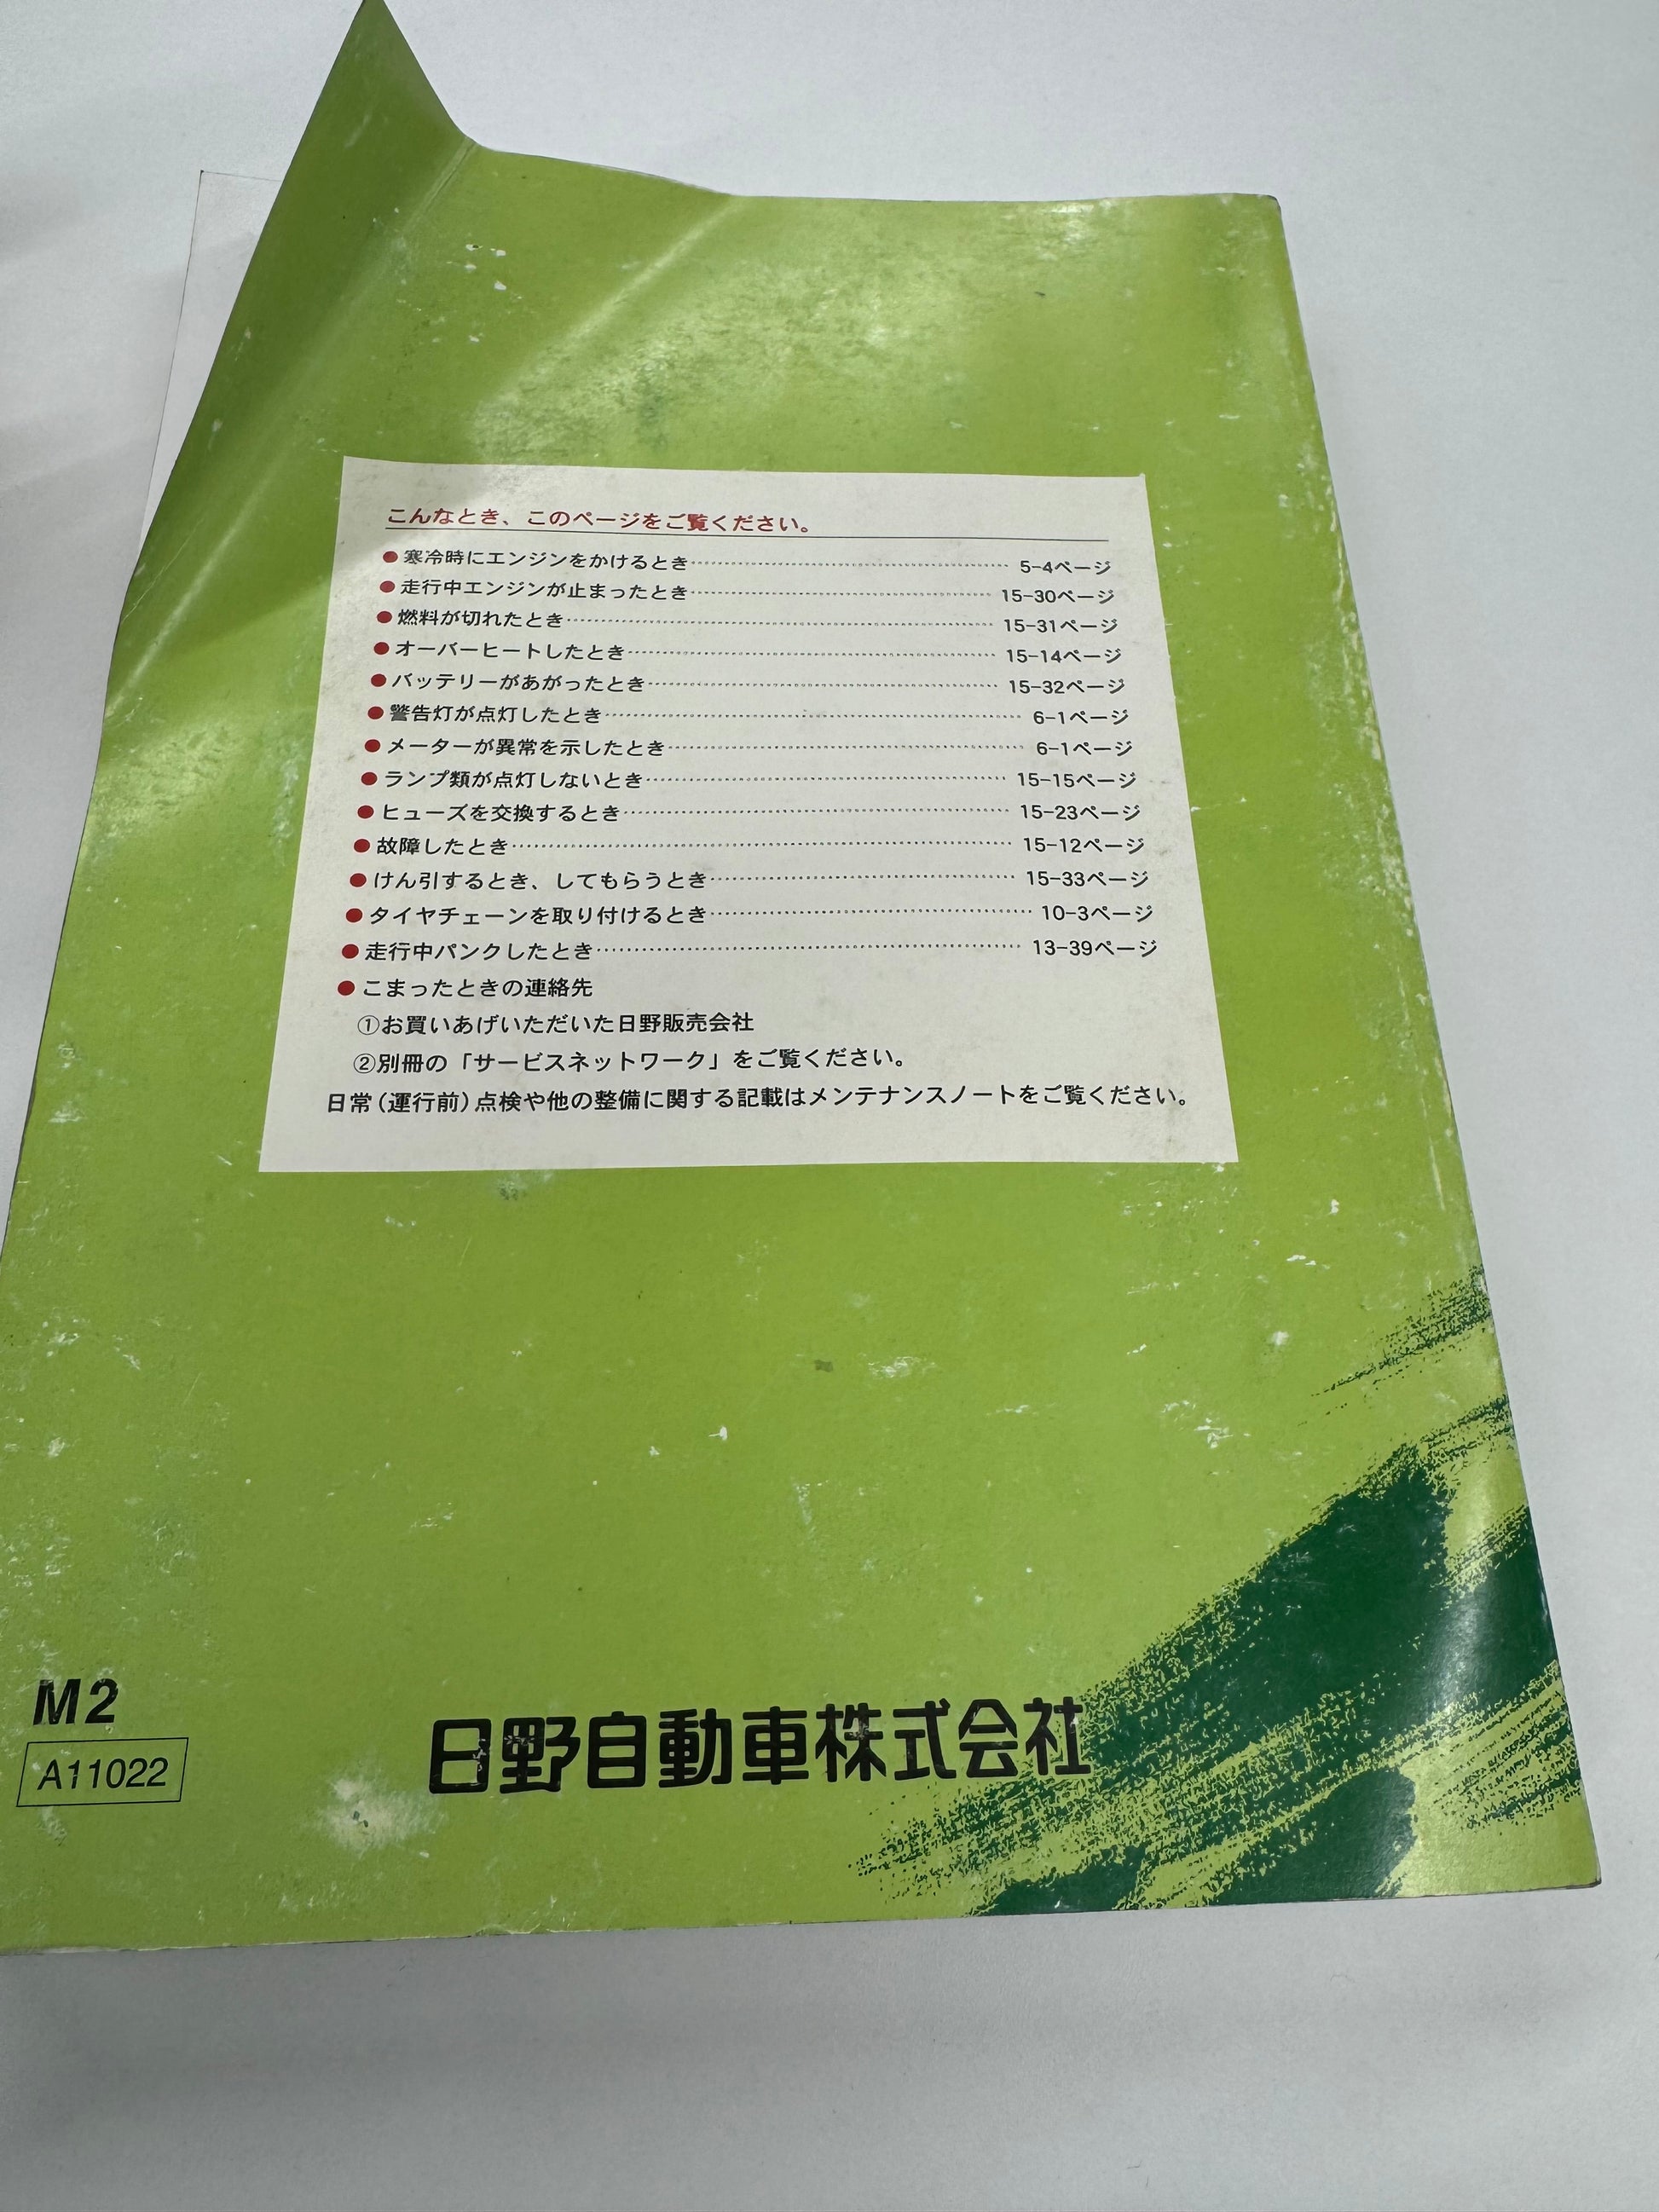 こんなとき、このページをご覧ください。
●寒冷時にエンジンをかけるとき……………………………………5-4ページ
●走行中エンジンが止まったとき……………………………………15-30ページ
●燃料が切れたとき……………………………………15-31ページ
●オーバーヒートしたとき……………………………………15-14ページ
●バッテリーがあがったとき……………………………………15-32ページ
●警告灯が点灯したとき……………………………………6-1ページ
●メーターが異常を示したとき……………………………………6-1ページ
●ランプ類が点灯しないとき……………………………………15-15ページ
●ヒューズを交換するとき……………………………………15-23ページ
●故障したとき……………………………………15-12ページ
●けん引するとき、してもらうとき……………………………………15-33ページ
●タイヤチェーンを取り付けるとき……………………………………10-3ページ
●走行中パンクしたとき……………………………………13-39ページ
●こまったときの連絡先
①お買いあげいただいた日野販売会社
②別冊の「サービスネットワーク」をご覧ください。
日常(運行前)点検や他の整備に関する記載はメンテナンスノートをご覧ください。
M2
A11022
日野自動車株式会社